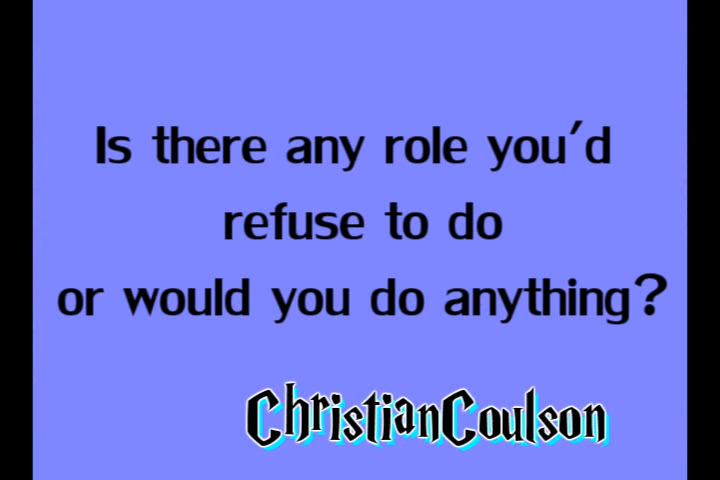 Is there any role you'd
refuse to do
or would you do anything?
ChristianCoulson